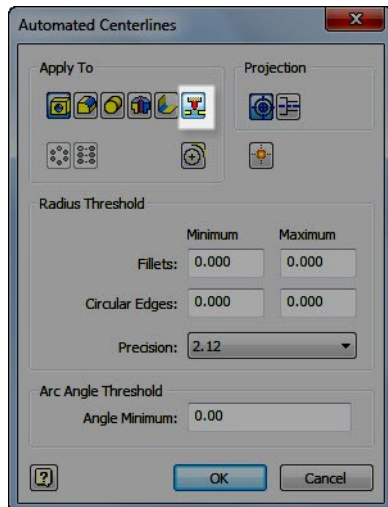 Automated Centerlines
Apply To
Projection
Radius Threshold
Minimum Maximum
Fillets: 0.000 0.000
Circular Edges: 0.000 0.000
Precision: 2.12
Arc Angle Threshold
Angle Minimum: 0.00
? OK Cancel